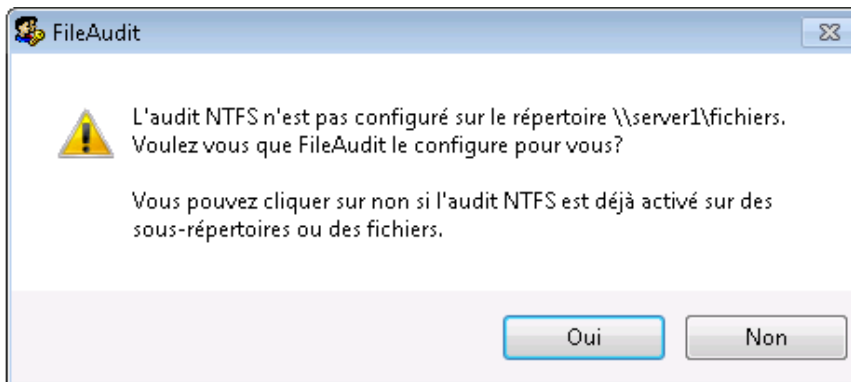 FileAudit
L'audit NTFS n'est pas configuré sur le répertoire \\server1\fichiers.
Voulez vous que FileAudit le configure pour vous?
Vous pouvez cliquer sur non si l'audit NTFS est déjà activé sur des
sous-répertoires ou des fichiers.
Oui
Non